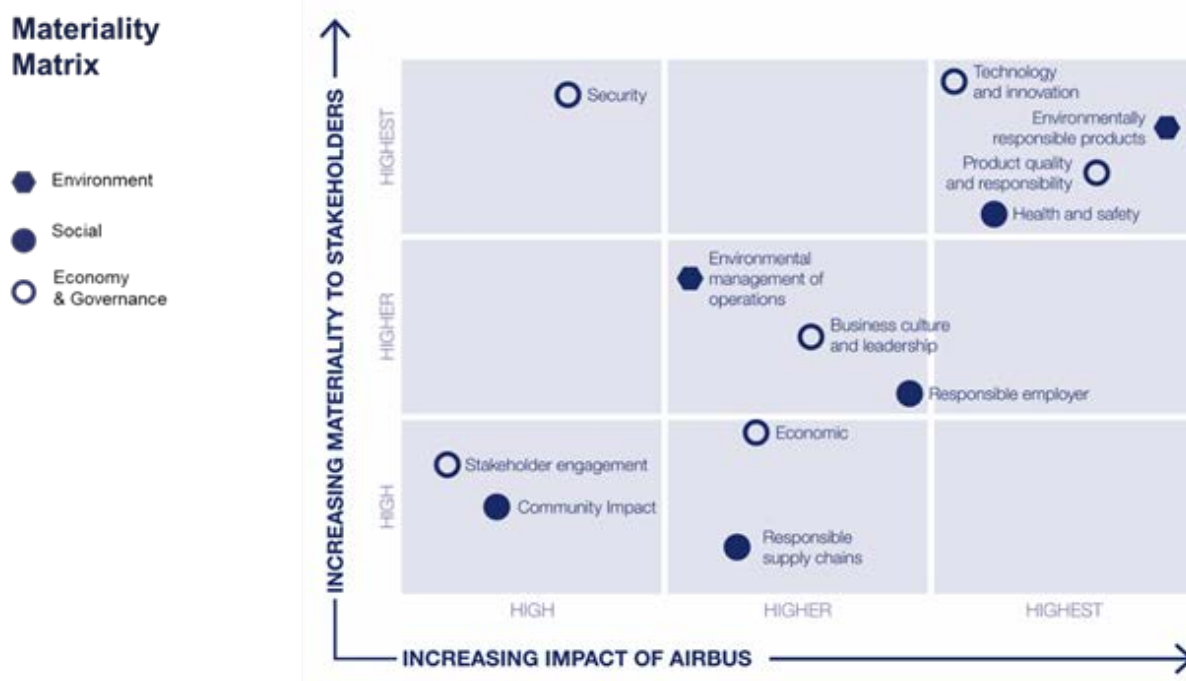 Materiality
Matrix
Environment
Social
Economy
& Governance
INCREASING MATERIALITY TO STAKEHOLDERS
HIGHEST
HIGHER
HIGH
Security
Technology
and innovation
Environmentally
responsible products
Product quality
and responsibility
Health and safety
Environmental
management of
operations
Business culture
and leadership
Responsible employer
Economic
Stakeholder engagement
Community Impact
Responsible
supply chains
HIGH
HIGHER
HIGHEST
INCREASING IMPACT OF AIRBUS